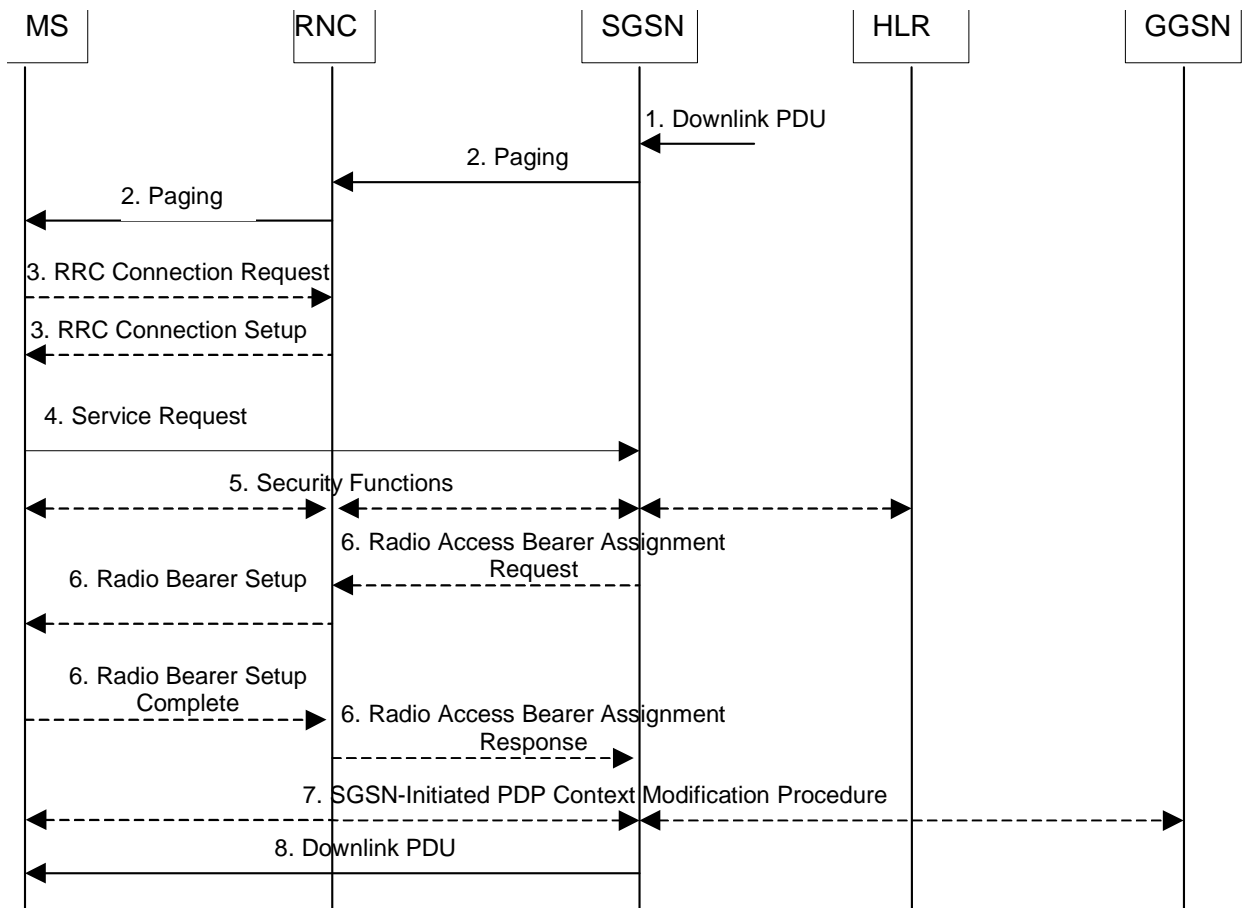 MS RNC SGSN HLR GGSN
1. Downlink PDU
2. Paging
2. Paging
3. RRC Connection Request
3. RRC Connection Setup
4. Service Request
5. Security Functions
6. Radio Access Bearer Assignment
Request
6. Radio Bearer Setup
6. Radio Bearer Setup
Complete
6. Radio Access Bearer Assignment
Response
7. SGSN-Initiated PDP Context Modification Procedure
8. Downlink PDU